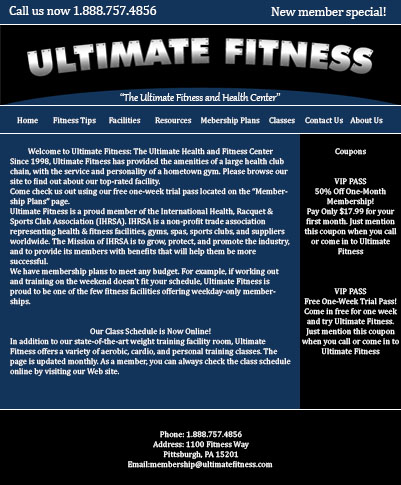 Call us now 1.888.757.4856
New member special!
ULTIMATE FITNESS
“The Ultimate Fitness and Health Center”
Home Fitness Tips Facilities Resources Mebership Plans Classes Contact Us About Us
Welcome to Ultimate Fitness: The Ultimate Health and Fitness Center
Since 1998, Ultimate Fitness has provided the amenities of a large health club
chain, with the service and personality of a hometown gym. Please browse our
site to find out about our top-rated facility.
Come check us out using our free one-week trial pass located on the “Member-
ship Plans” page.
Ultimate Fitness is a proud member of the International Health, Racquet &
Sports Club Association (IHRSA). IHRSA is a non-profit trade association
representing health & fitness facilities, gyms, spas, sports clubs, and suppliers
worldwide. The Mission of IHRSA is to grow, protect, and promote the industry,
and to provide its members with benefits that will help them be more
successful.
We have membership plans to meet any budget. For example, if working out
and training on the weekend doesn’t fit your schedule, Ultimate Fitness is
proud to be one of the few fitness facilities offering weekday-only member-
ships.
Our Class Schedule is Now Online!
In addition to our state-of-the-art weight training facility room, Ultimate
Fitness offers a variety of aerobic, cardio, and personal training classes. The
page is updated monthly. As a member, you can always check the class schedule
online by visiting our Web site.
Coupons
VIP PASS
50% Off One-Month
Membership!
Pay Only $17.99 for your
first month. Just mention
this coupon when you call
or come in to Ultimate
Fitness
VIP PASS
Free One-Week Trial Pass!
Come in free for one week
and try Ultimate Fitness.
Just mention this coupon
when you call or come in to
Ultimate Fitness
Phone: 1.888.757.4856
Address: 1100 Fitness Way
Pittsburgh, PA 15201
Email:membership@ultimatefitness.com